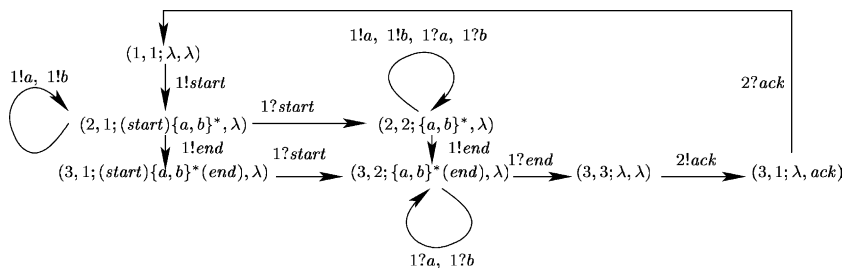 (1, 1; λ, λ)
1!a, 1!b
1!a, 1!b, 1?a, 1?b
1!start
2?ack
1?start
(2, 1; (start){a, b}*, λ)
(2, 2; {a, b}*, λ)
1!end
1!end
1?start
1?end
2!ack
(3, 1; (start){a, b}*(end), λ)
(3, 2; {a, b}*(end), λ)
(3, 3; λ, λ)
(3, 1; λ, ack)
1?a, 1?b